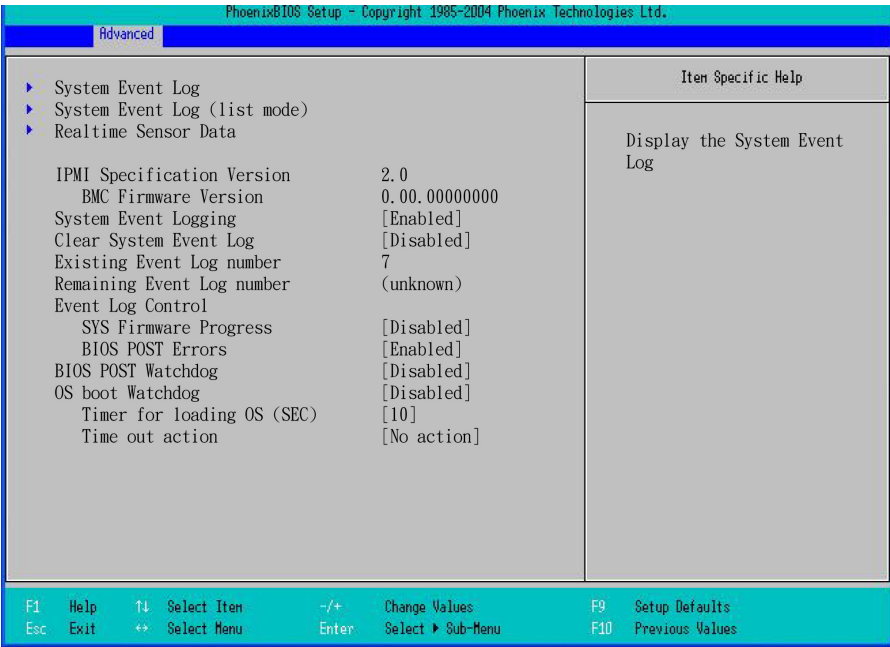 PhoenixBIOS Setup - Copyright 1985-2004 Phoenix Technologies Ltd.
Advanced
System Event Log
System Event Log (list mode)
Realtime Sensor Data
IPMI Specification Version 2.0
BMC Firmware Version 0.00.00000000
System Event Logging [Enabled]
Clear System Event Log [Disabled]
Existing Event Log number 7
Remaining Event Log number (unknown)
Event Log Control
SYS Firmware Progress [Disabled]
BIOS POST Errors [Enabled]
BIOS POST Watchdog [Disabled]
OS boot Watchdog [Disabled]
Timer for loading OS (SEC) [10]
Time out action [No action]
Item Specific Help
Display the System Event
Log
F1 Help ↑↓ Select Item -/+ Change Values F9 Setup Defaults
Esc Exit ↔ Select Menu Enter Select ▶ Sub-Menu F10 Previous Values